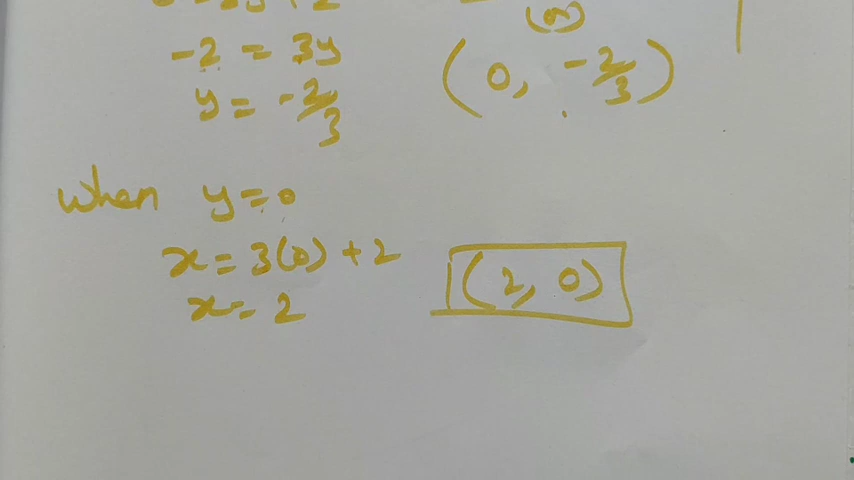 -2 = 3y
y = -2/3
(0, -2/3)
when y=0
x = 3(0) + 2
x = 2
(2, 0)